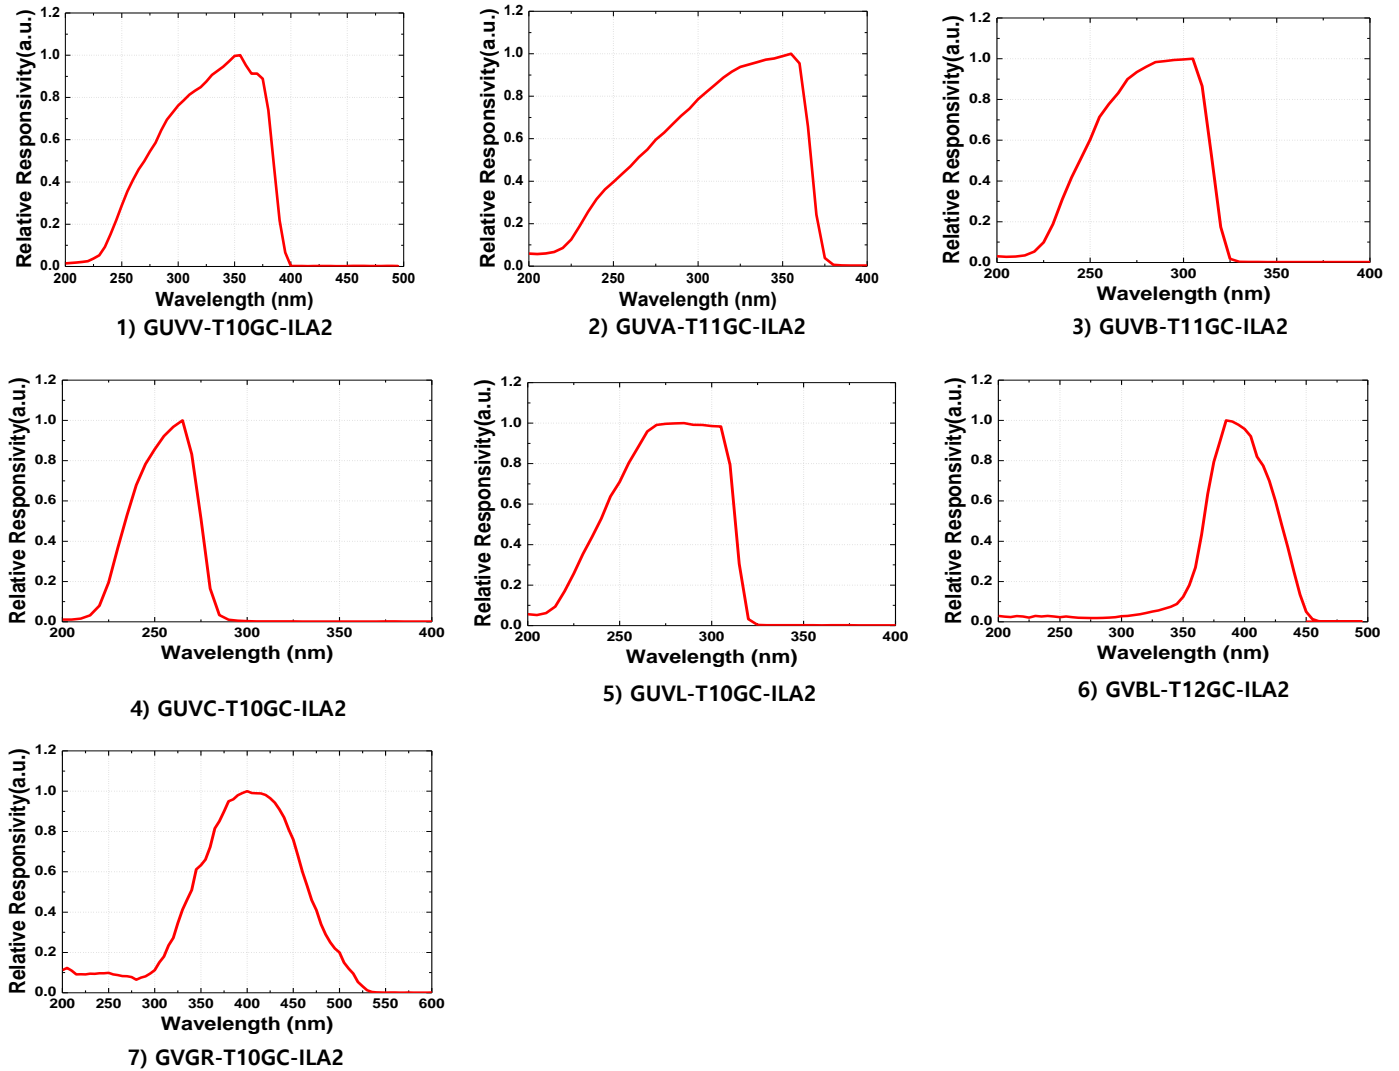 Relative Responsivity(a.u.)
1.2
1.0
0.8
0.6
0.4
0.2
0.0
200 250 300 350 400 450 500
Wavelength (nm)
1) GUVV-T10GC-ILA2
Relative Responsivity(a.u.)
1.2
1.0
0.8
0.6
0.4
0.2
0.0
200 250 300 350 400
Wavelength (nm)
2) GUVA-T11GC-ILA2
Relative Responsivity(a.u.)
1.2
1.0
0.8
0.6
0.4
0.2
0.0
200 250 300 350 400
Wavelength (nm)
3) GUVB-T11GC-ILA2
Relative Responsivity(a.u.)
1.2
1.0
0.8
0.6
0.4
0.2
0.0
200 250 300 350 400
Wavelength (nm)
4) GUVC-T10GC-ILA2
Relative Responsivity(a.u.)
1.2
1.0
0.8
0.6
0.4
0.2
0.0
200 250 300 350 400
Wavelength (nm)
5) GUVL-T10GC-ILA2
Relative Responsivity(a.u.)
1.2
1.0
0.8
0.6
0.4
0.2
0.0
200 250 300 350 400 450 500
Wavelength (nm)
6) GVBL-T12GC-ILA2
Relative Responsivity(a.u.)
1.2
1.0
0.8
0.6
0.4
0.2
0.0
200 250 300 350 400 450 500 550 600
Wavelength (nm)
7) GVGR-T10GC-ILA2